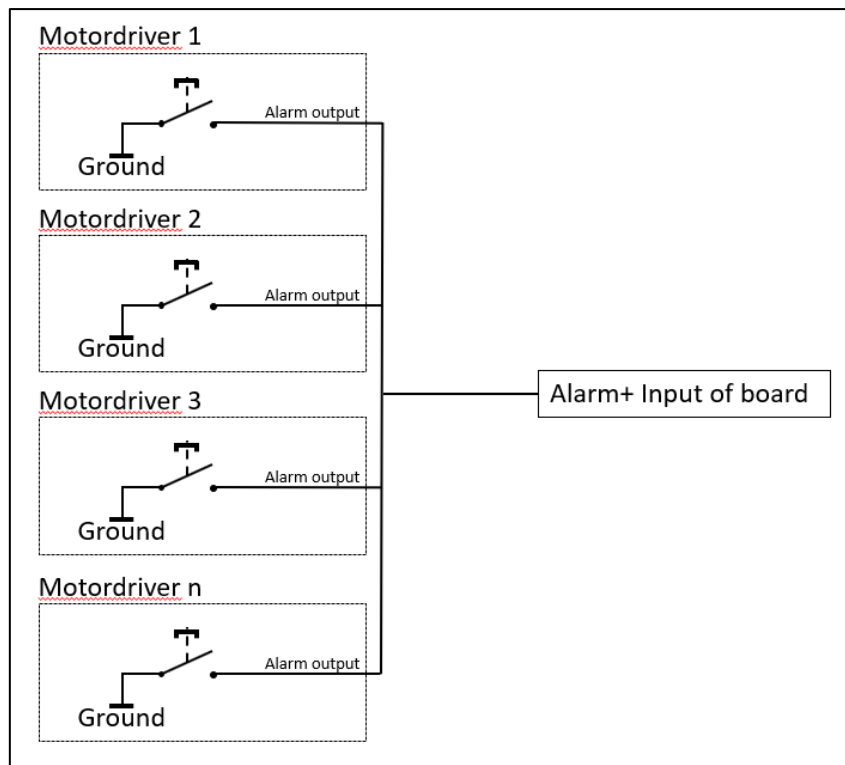 Motordriver 1
Alarm output
Ground
Motordriver 2
Alarm output
Ground
Motordriver 3
Alarm output
Ground
Alarm+ Input of board
Motordriver n
Alarm output
Ground